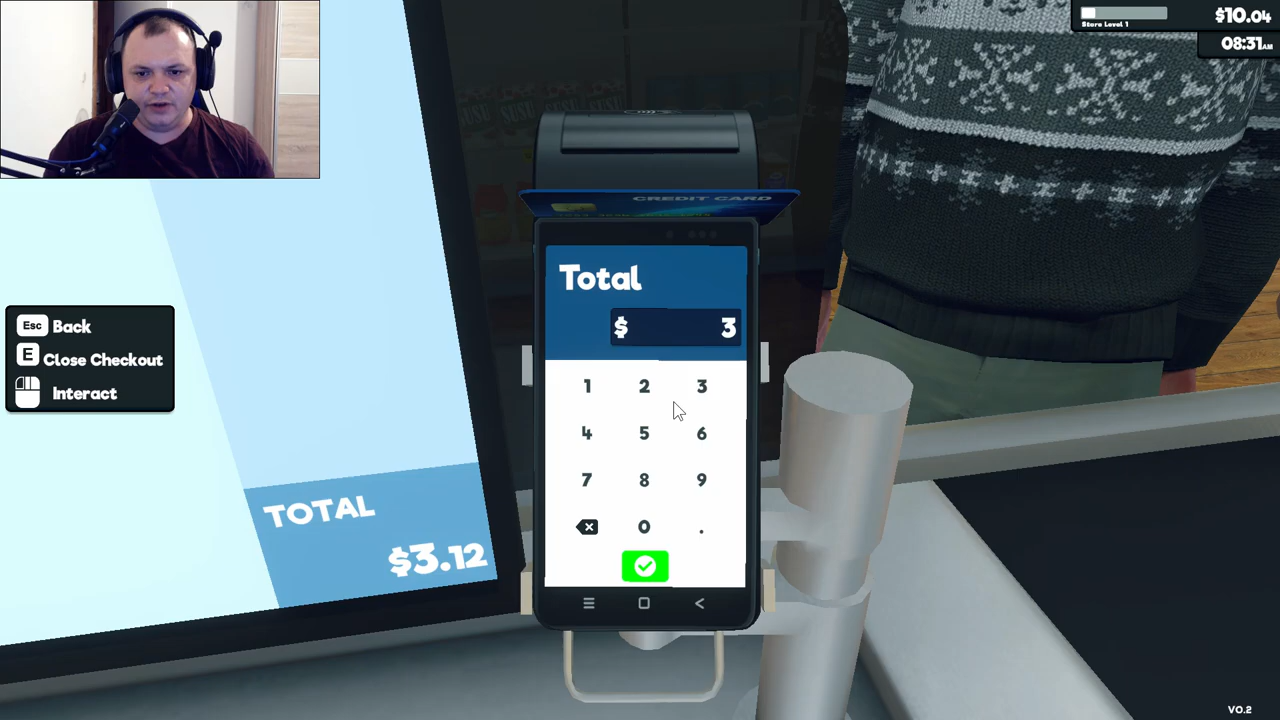 Store Level 1
$10.04
08:31AM
CREDIT CARD
Total
$ 3
Esc Back
E Close Checkout
Interact
1 2 3
4 5 6
7 8 9
0 .
TOTAL
$3.12
V0.2